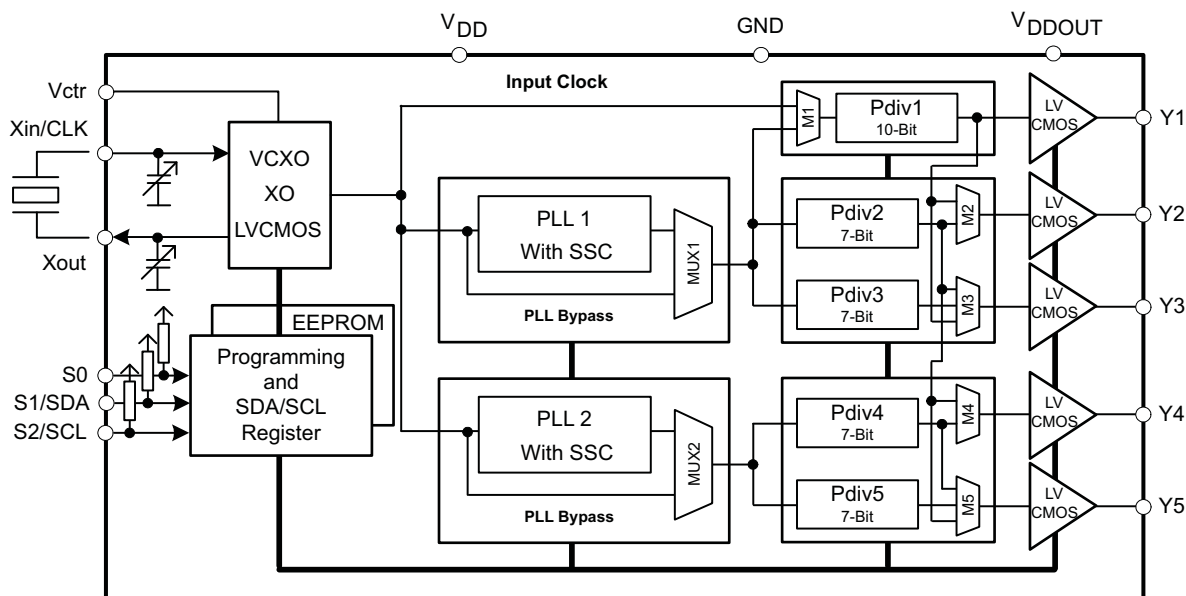 VDD
GND
VDDOUT
Input Clock
Vctr
Xin/CLK
Xout
VCXO
XO
LVCMOS
EEPROM
Programming
and
SDA/SCL
Register
S0
S1/SDA
S2/SCL
PLL 1
With SSC
MUX1
PLL Bypass
PLL 2
With SSC
MUX2
PLL Bypass
M1
Pdiv1
10-Bit
LV
CMOS
Y1
Pdiv2
7-Bit
M2
LV
CMOS
Y2
Pdiv3
7-Bit
M3
LV
CMOS
Y3
Pdiv4
7-Bit
M4
LV
CMOS
Y4
Pdiv5
7-Bit
M5
LV
CMOS
Y5